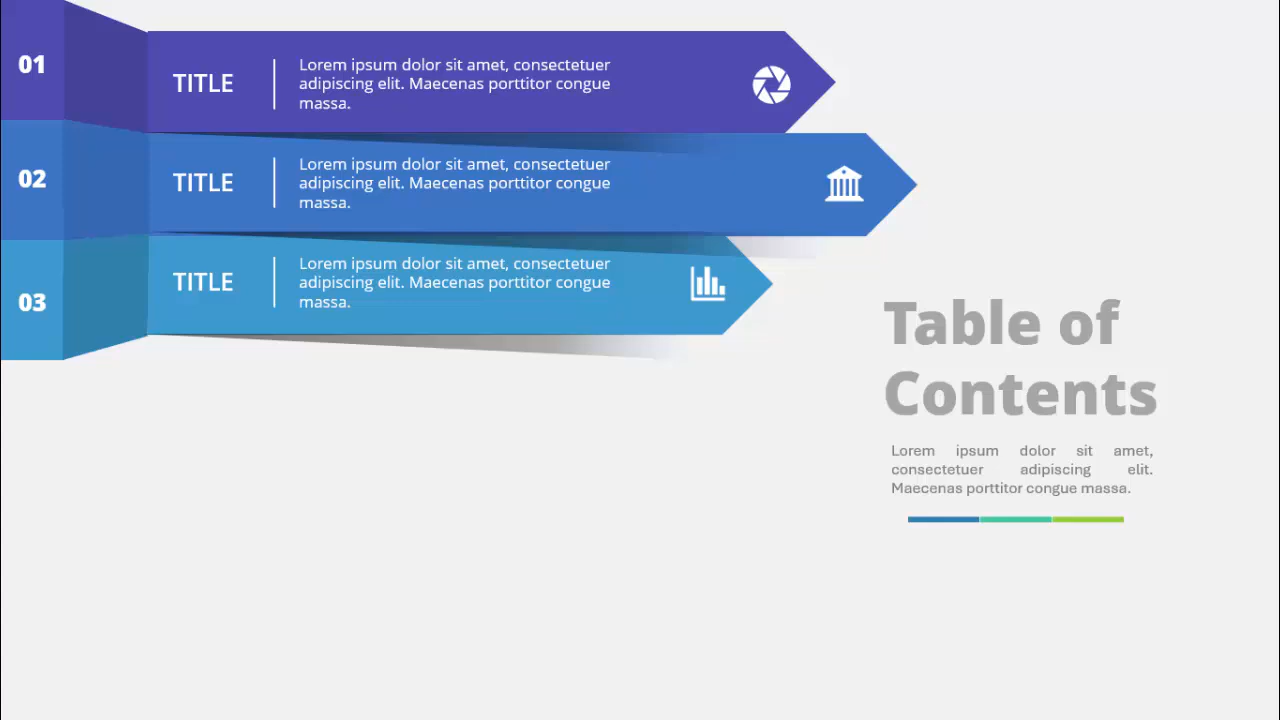 01
TITLE
Lorem ipsum dolor sit amet, consectetuer
adipiscing elit. Maecenas porttitor congue
massa.
02
TITLE
Lorem ipsum dolor sit amet, consectetuer
adipiscing elit. Maecenas porttitor congue
massa.
03
TITLE
Lorem ipsum dolor sit amet, consectetuer
adipiscing elit. Maecenas porttitor congue
massa.
Table of
Contents
Lorem ipsum dolor sit amet,
consectetuer adipiscing elit.
Maecenas porttitor congue massa.